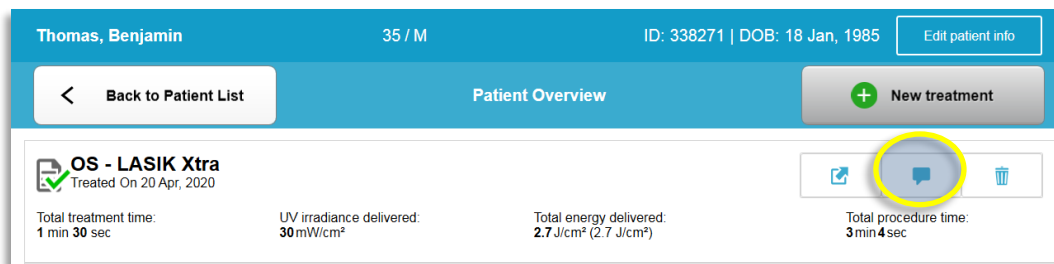 Thomas, Benjamin 35 / M ID: 338271 | DOB: 18 Jan, 1985 Edit patient info
Back to Patient List Patient Overview New treatment
OS - LASIK Xtra
Treated On 20 Apr, 2020
Total treatment time: UV irradiance delivered: Total energy delivered: Total procedure time:
1 min 30 sec 30 mW/cm² 2.7 J/cm² (2.7 J/cm²) 3 min 4 sec